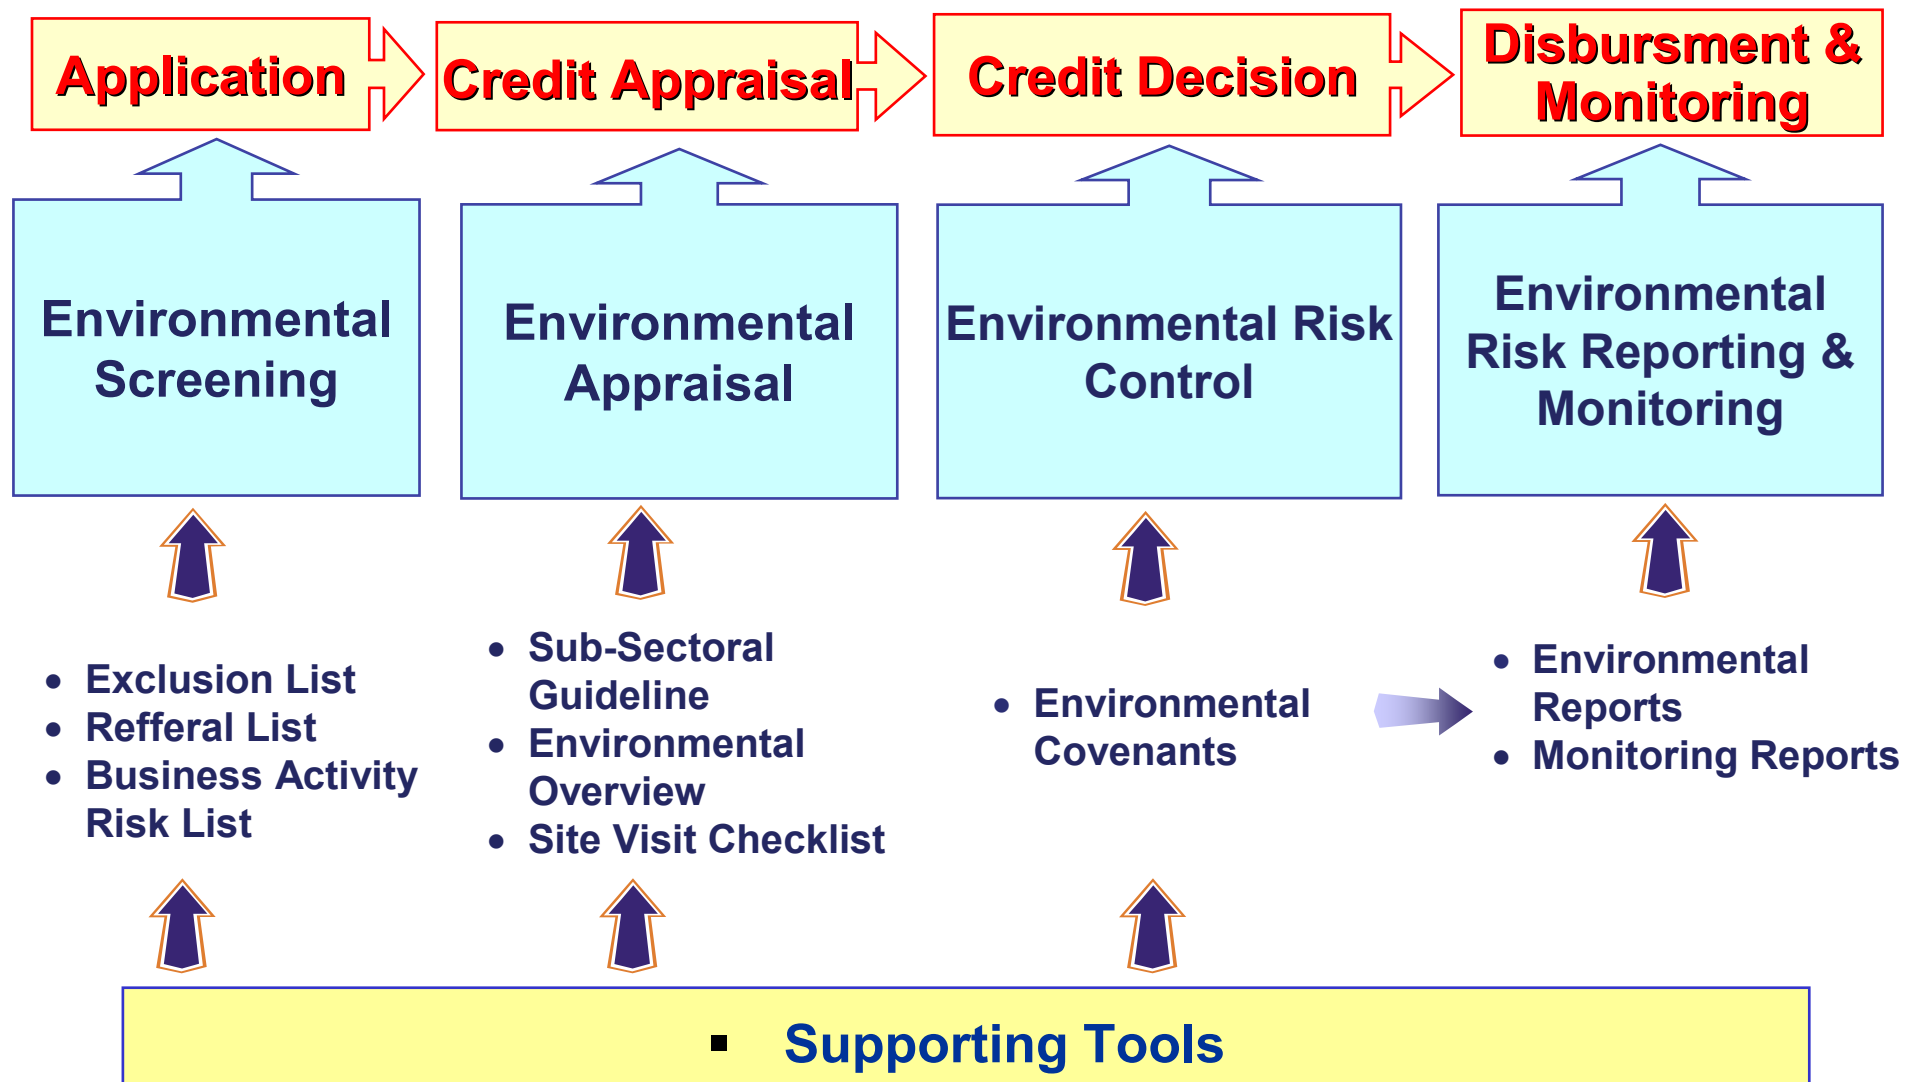 Application
Credit Appraisal
Credit Decision
Disbursment &
Monitoring
Environmental
Screening
Environmental
Appraisal
Environmental Risk
Control
Environmental
Risk Reporting &
Monitoring
• Exclusion List
• Refferal List
• Business Activity
Risk List
• Sub-Sectoral
Guideline
• Environmental
Overview
• Site Visit Checklist
• Environmental
Covenants
• Environmental
Reports
• Monitoring Reports
▪ Supporting Tools